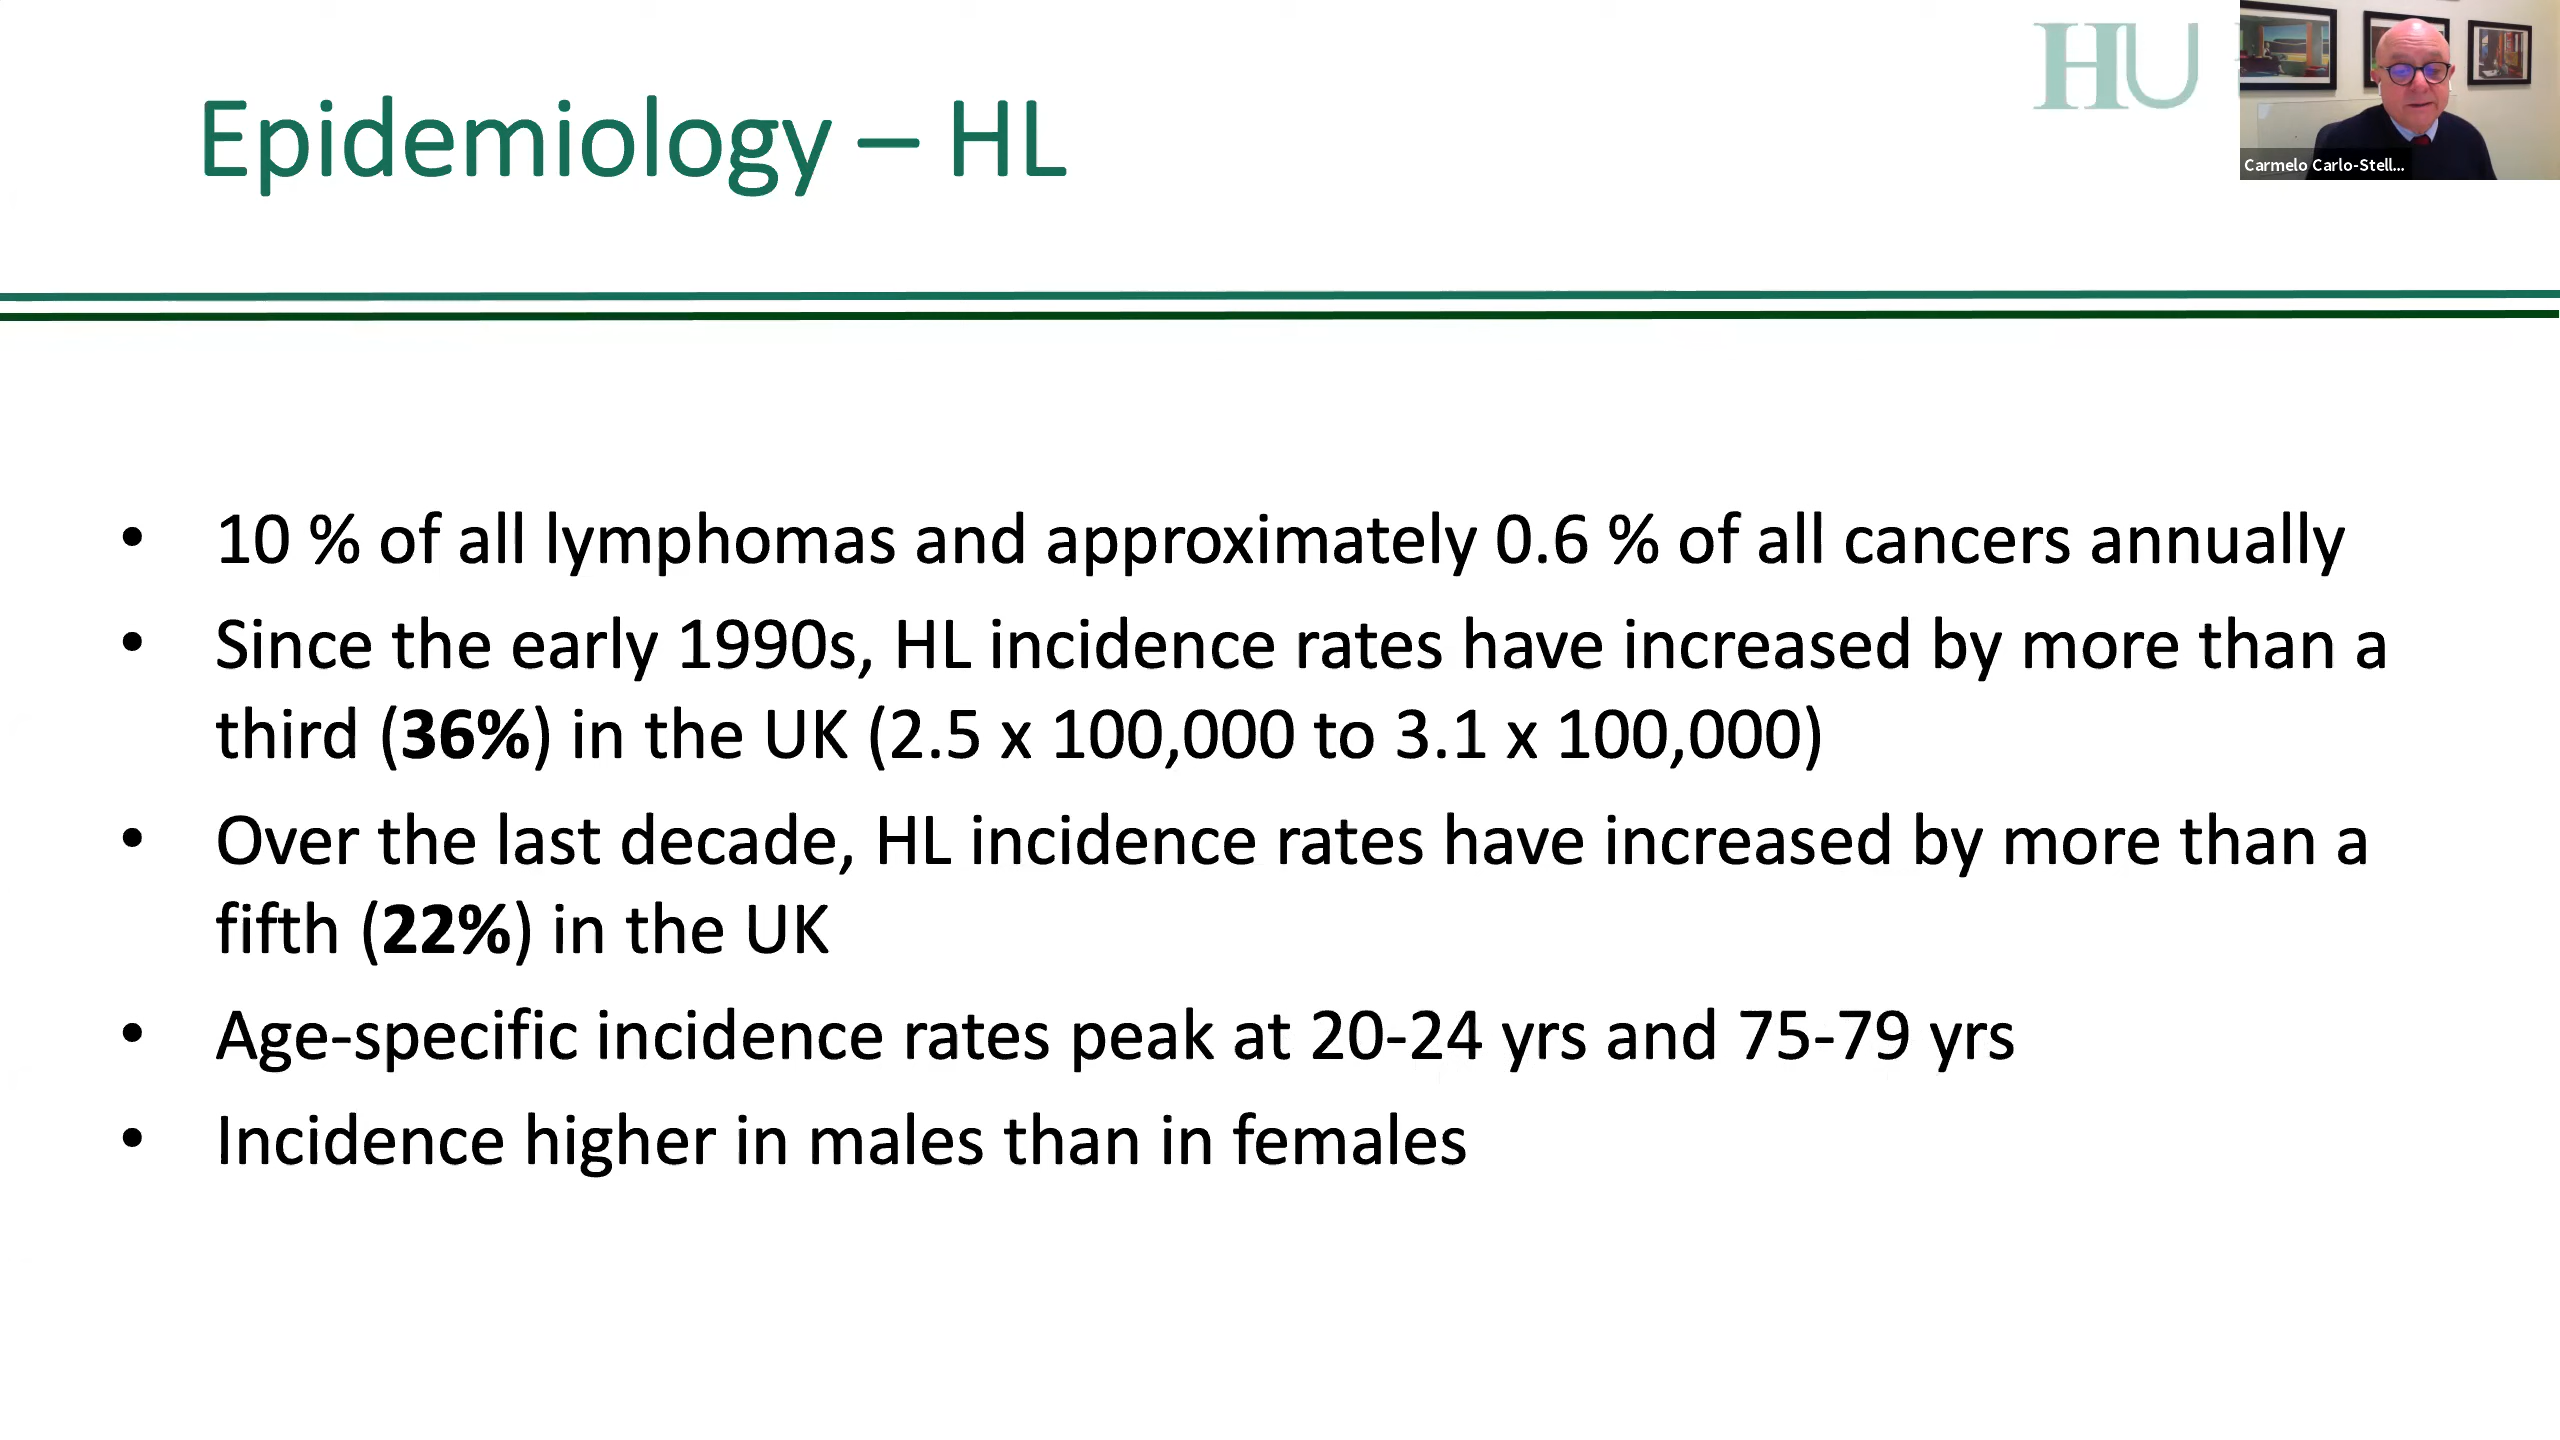 HU
Carmelo Carlo-Stell...
Epidemiology – HL
• 10 % of all lymphomas and approximately 0.6 % of all cancers annually
• Since the early 1990s, HL incidence rates have increased by more than a
third (36%) in the UK (2.5 x 100,000 to 3.1 x 100,000)
• Over the last decade, HL incidence rates have increased by more than a
fifth (22%) in the UK
• Age-specific incidence rates peak at 20-24 yrs and 75-79 yrs
• Incidence higher in males than in females